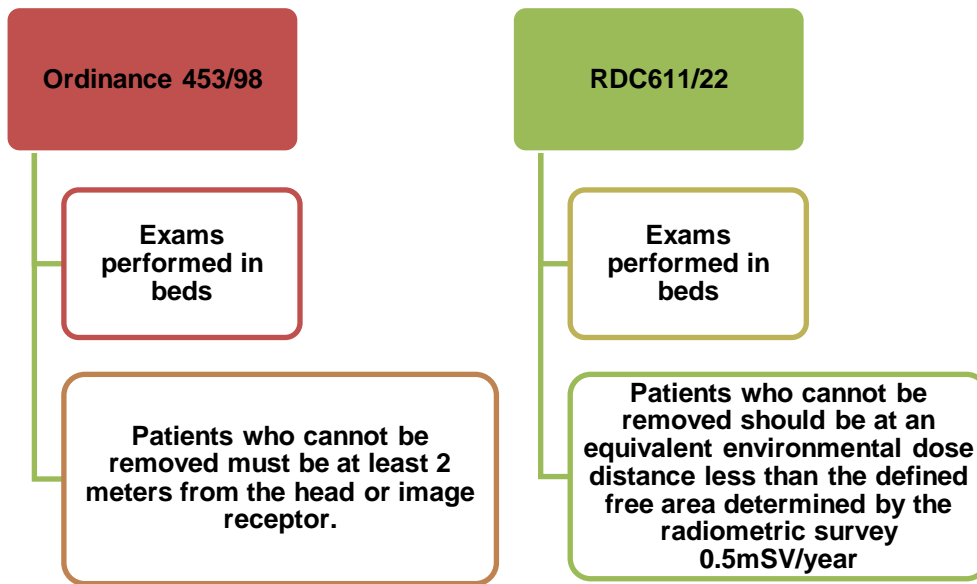 Ordinance 453/98
Exams
performed in
beds
Patients who cannot be
removed must be at least 2
meters from the head or image
receptor.
RDC611/22
Exams
performed in
beds
Patients who cannot be
removed should be at an
equivalent environmental dose
distance less than the defined
free area determined by the
radiometric survey
0.5mSV/year